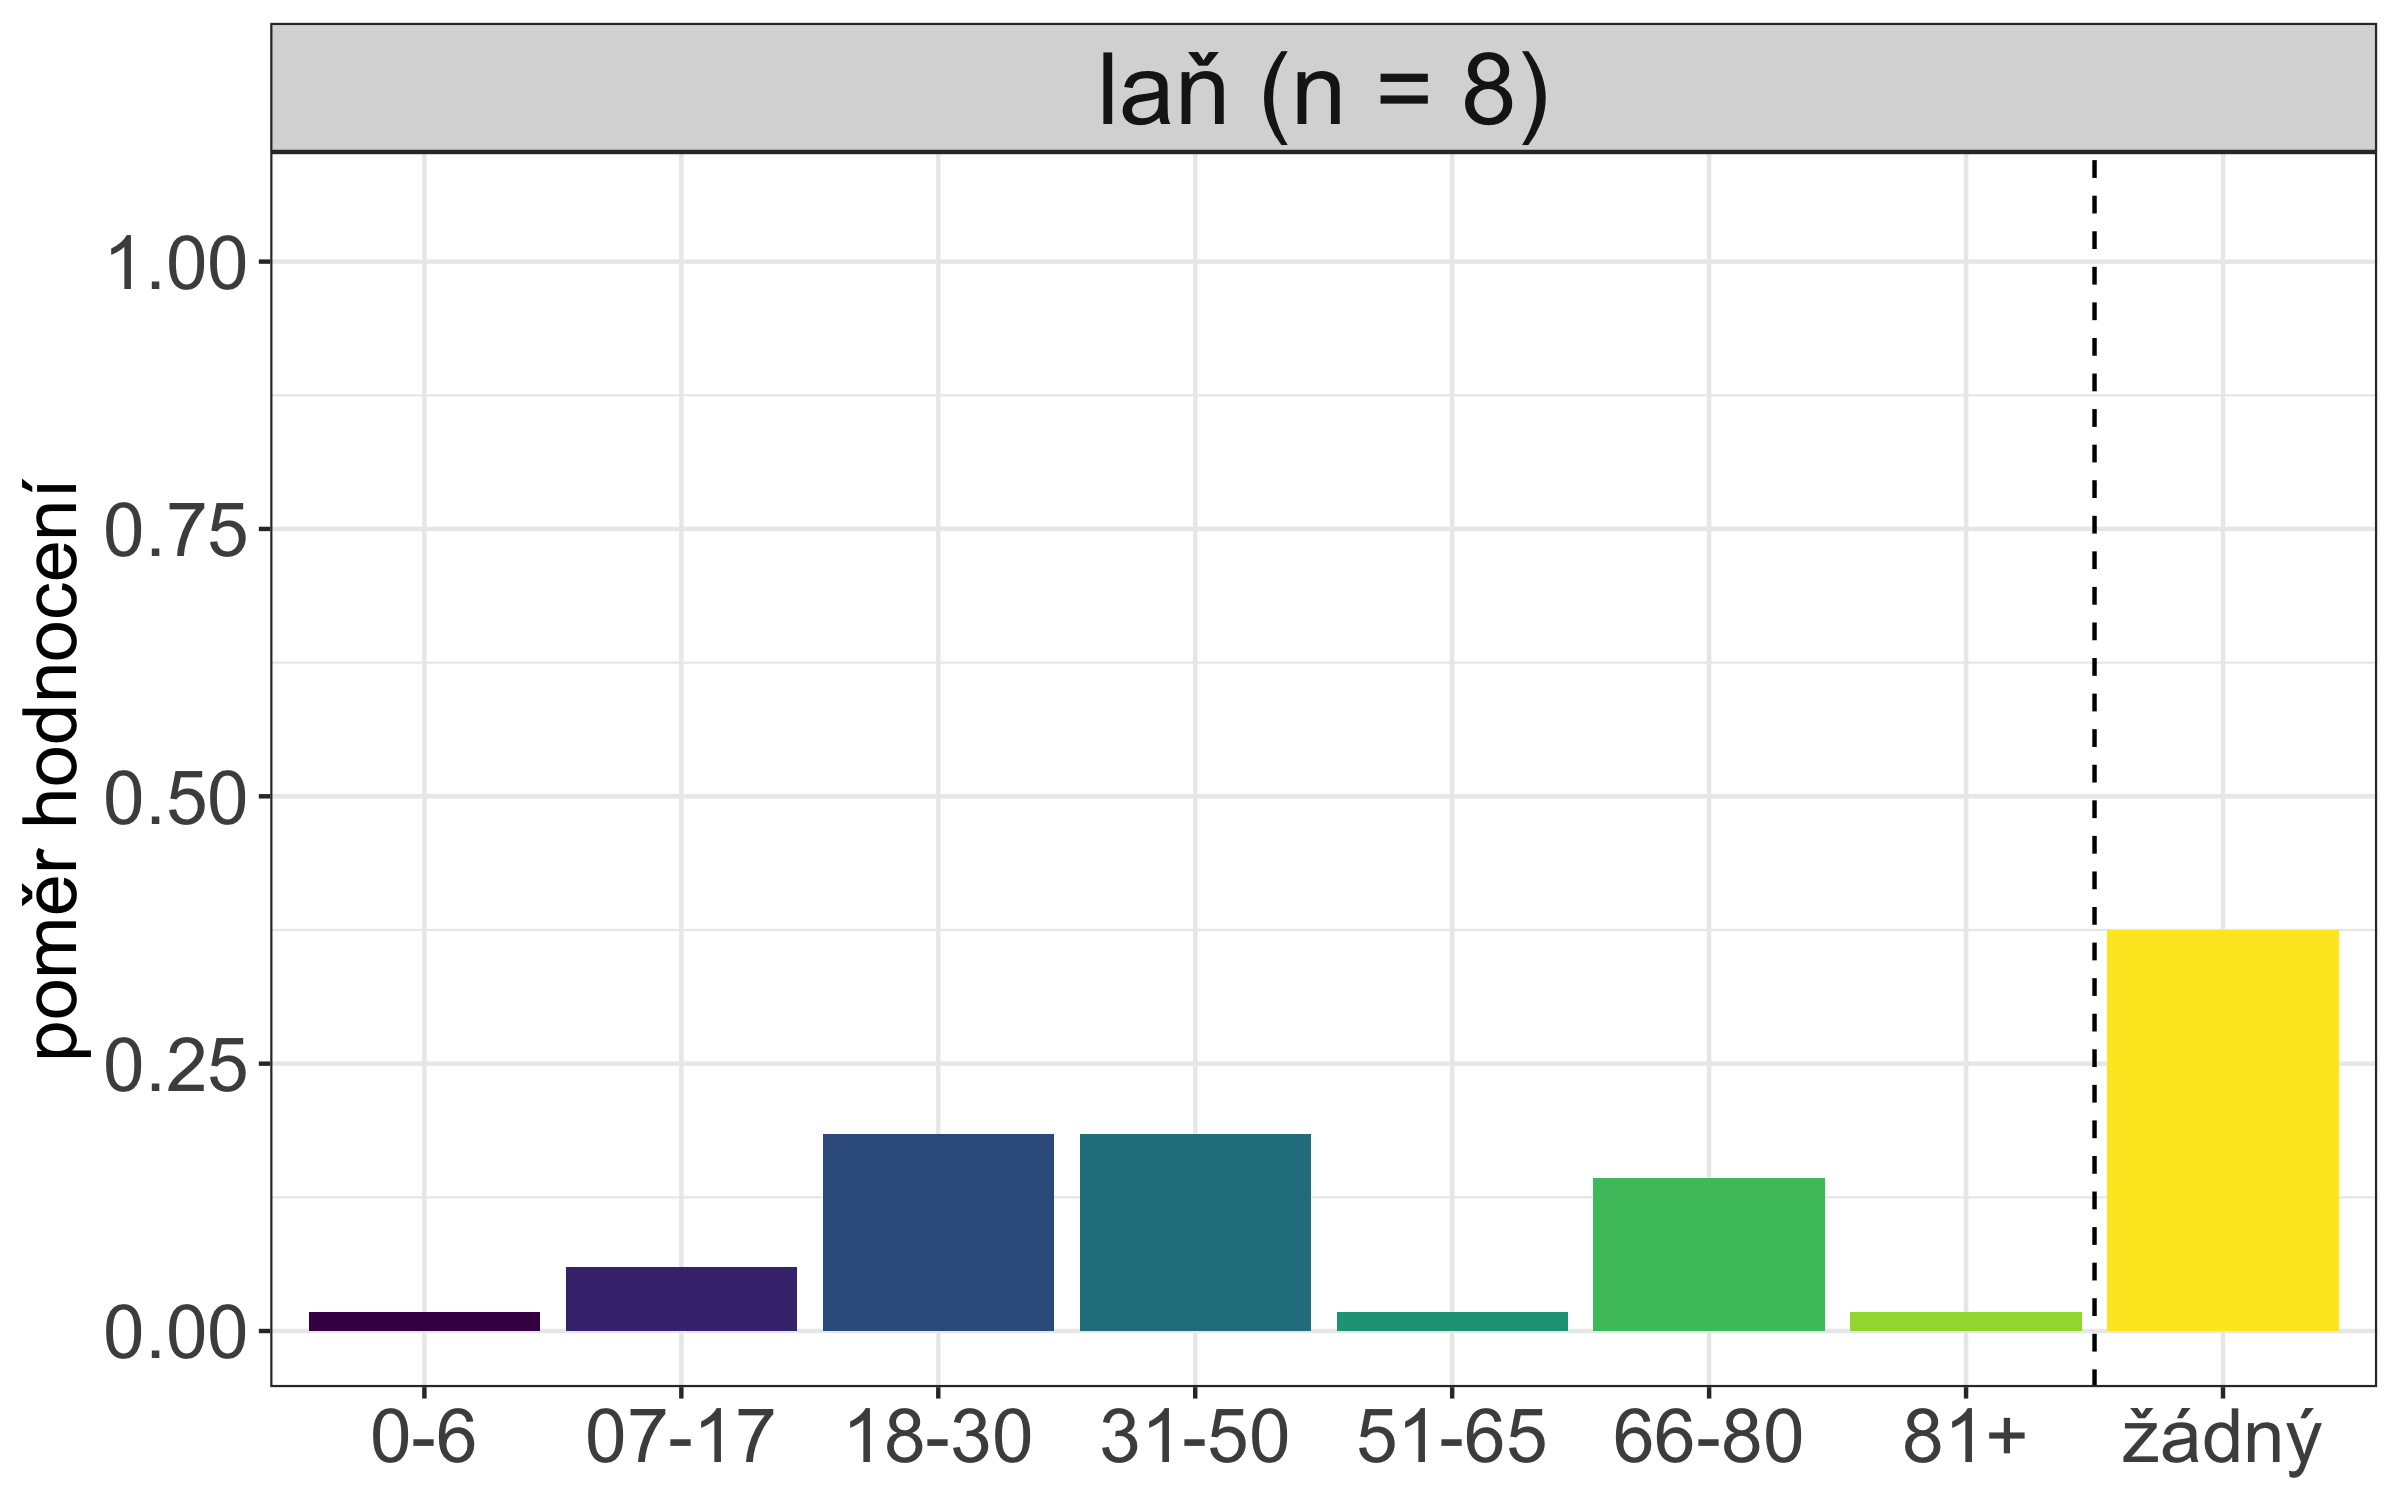 laň (n = 8)
poměr hodnocení
1.00
0.75
0.50
0.25
0.00
0-6 07-17 18-30 31-50 51-65 66-80 81+ žádný